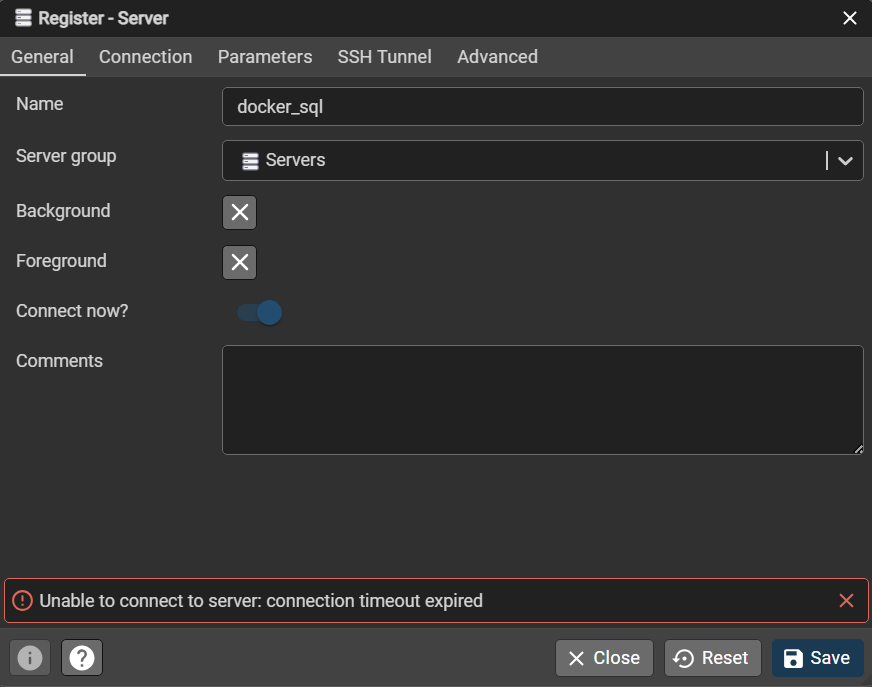 Register - Server
General Connection Parameters SSH Tunnel Advanced
Name docker_sql
Server group Servers
Background
Foreground
Connect now?
Comments
Unable to connect to server: connection timeout expired
Close Reset Save